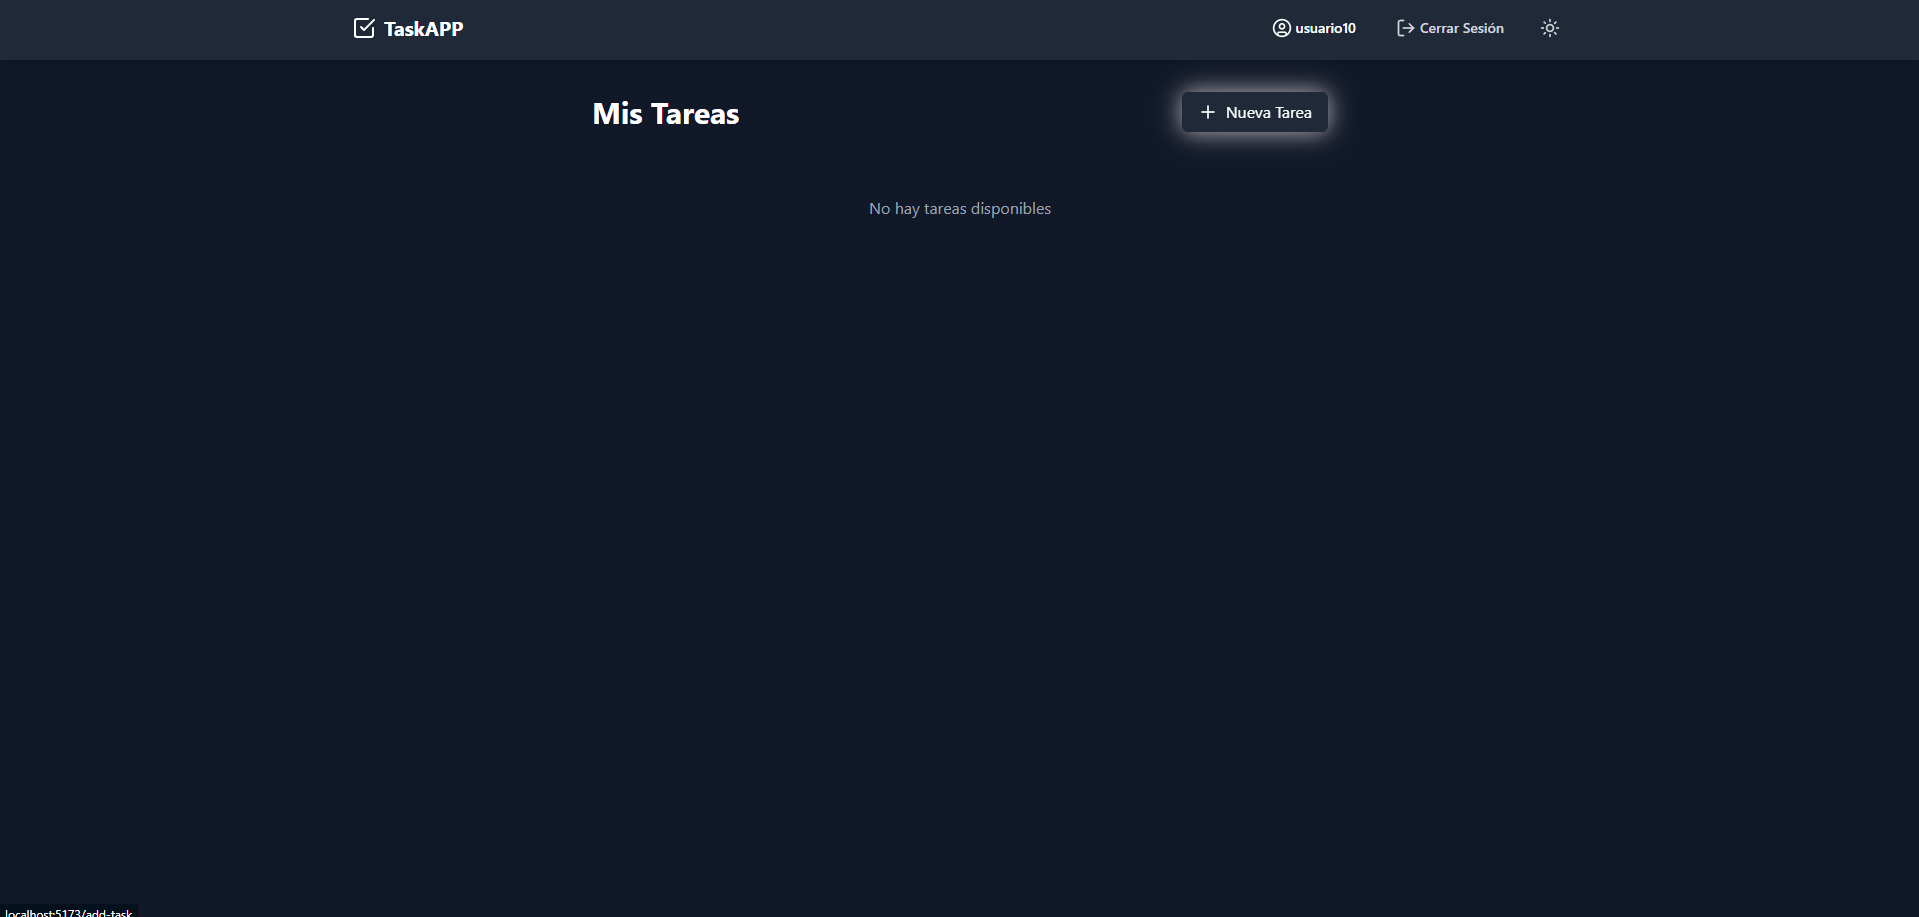 TaskAPP
usuario10
Cerrar Sesión
Mis Tareas
Nueva Tarea
No hay tareas disponibles
localhost:5173/add-task